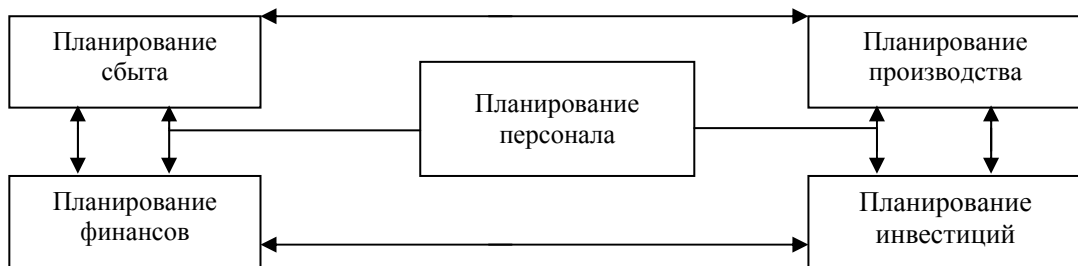 Планирование
сбыта
Планирование
производства
Планирование
персонала
Планирование
финансов
Планирование
инвестиций